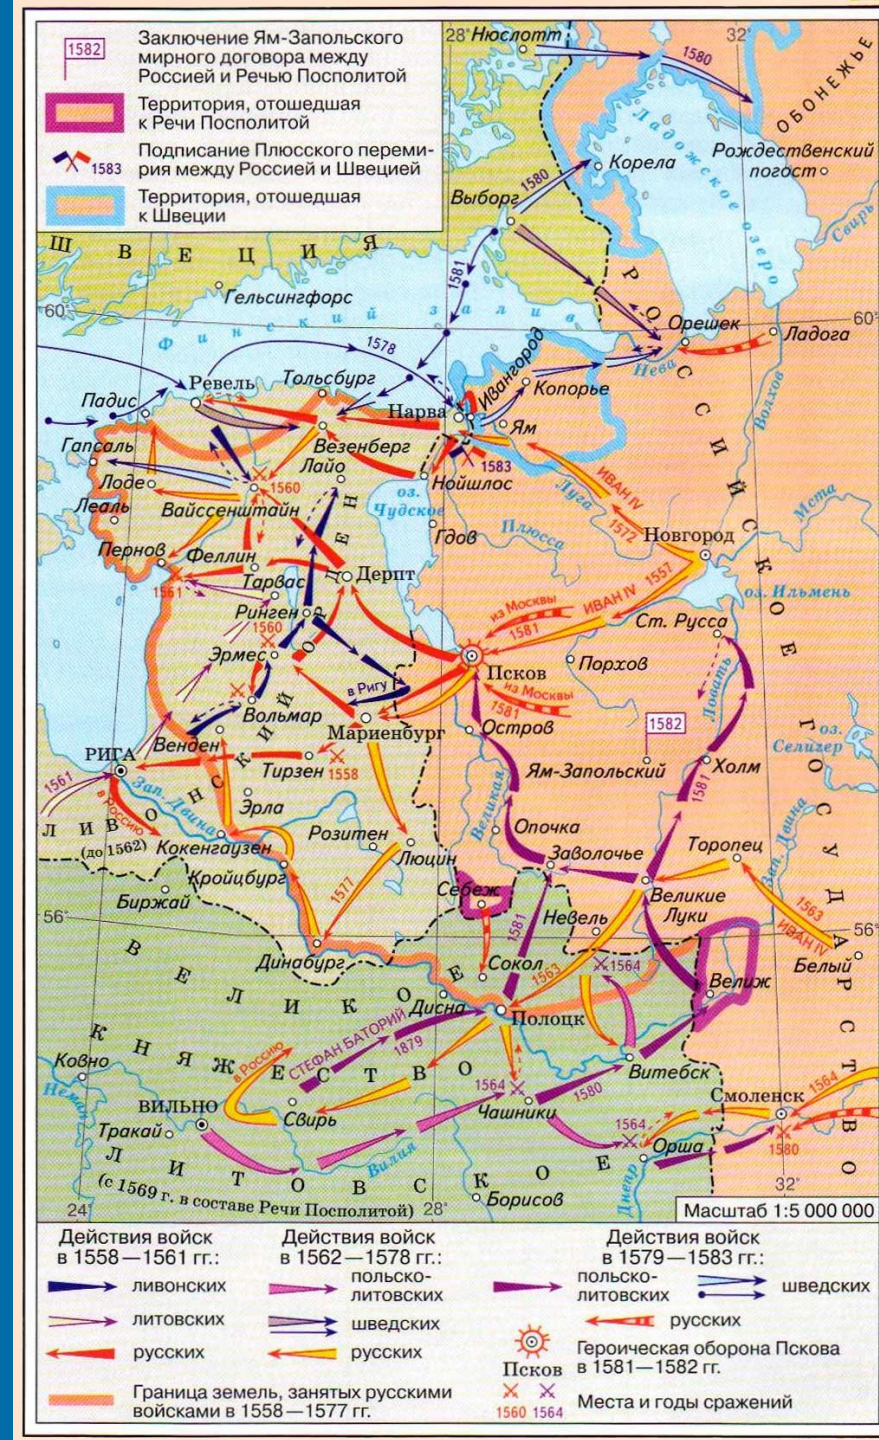 1582
Заключение Ям-Запольского
мирного договора между
Россией и Речью Посполитой
Территория, отошедшая
к Речи Посполитой
1583
Подписание Плюсского переми-
рия между Россией и Швецией
Территория, отошедшая
к Швеции
28°
Нюслотт
1580
32°
ОБОНЕЖЬЕ
Ладожское озеро
Корела
Рождественский
погост
Выборг
1580
Свирь
ШВЕЦИЯ
1581
Гельсингфорс
60°
60°
Финский залив
РОССИЙСКОЕ ГОСУДАРСТВО
Орешек
Ладога
Нева
1578
Ревель
Тольсбург
Ивангород
Копорье
Волхов
Падис
Нарва
Ям
Гапсаль
Везенберг
1583
Лайо
1560
Нойшлос
Лоде
Вайссенштайн
оз.
Чудское
Луга
ИВАН IV
1572
Мста
Леаль
Гдов
Плюсса
Новгород
Пернов
Феллин
Дерпт
1557
ИВАН IV
1561
Тарвас
оз. Ильмень
Ринген
из Москвы
1581
Ст. Русса
1560
Эрмес
Псков
Порхов
из Москвы
1581
в Ригу
Ловать
Вольмар
Мариенбург
Остров
1582
оз.
Селигер
Венден
РИГА
Тирзен
1558
Ям-Запольский
Холм
1561
в Россию
Зап. Двина
Эрла
Великая
1581
ЛИВОНСКИЙ ОРДЕН
(до 1562)
Розитен
Опочка
Зап. Двина
Кокенгаузен
Люцин
Заволочье
Торопец
Кройцбург
Биржай
1577
Себеж
Великие
Луки
1563
ИВАН IV
56°
56°
Невель
1581
Динабург
Сокол
1563
1564
Белый
Велиж
Дисна
Полоцк
ВЕЛИКОЕ
КНЯЖЕСТВО
ЛИТОВСКОЕ
(с 1569 г. в составе Речи Посполитой)
СТЕФАН БАТОРИЙ
1879
в Россию
Ковно
Неман
Витебск
ВИЛЬНО
Свирь
1564
Чашники
1580
Смоленск
1564
Тракай
1564
1580
Вилия
Орша
Днепр
Борисов
24°
28°
32°
Масштаб 1:5 000 000
Действия войск
в 1558—1561 гг.:
ливонских
литовских
русских
Граница земель, занятых русскими
войсками в 1558—1577 гг.
Действия войск
в 1562—1578 гг.:
польско-
литовских
шведских
русских
Действия войск
в 1579—1583 гг.:
польско-
литовских
шведских
русских
Псков
Героическая оборона Пскова
в 1581—1582 гг.
1560 1564
Места и годы сражений